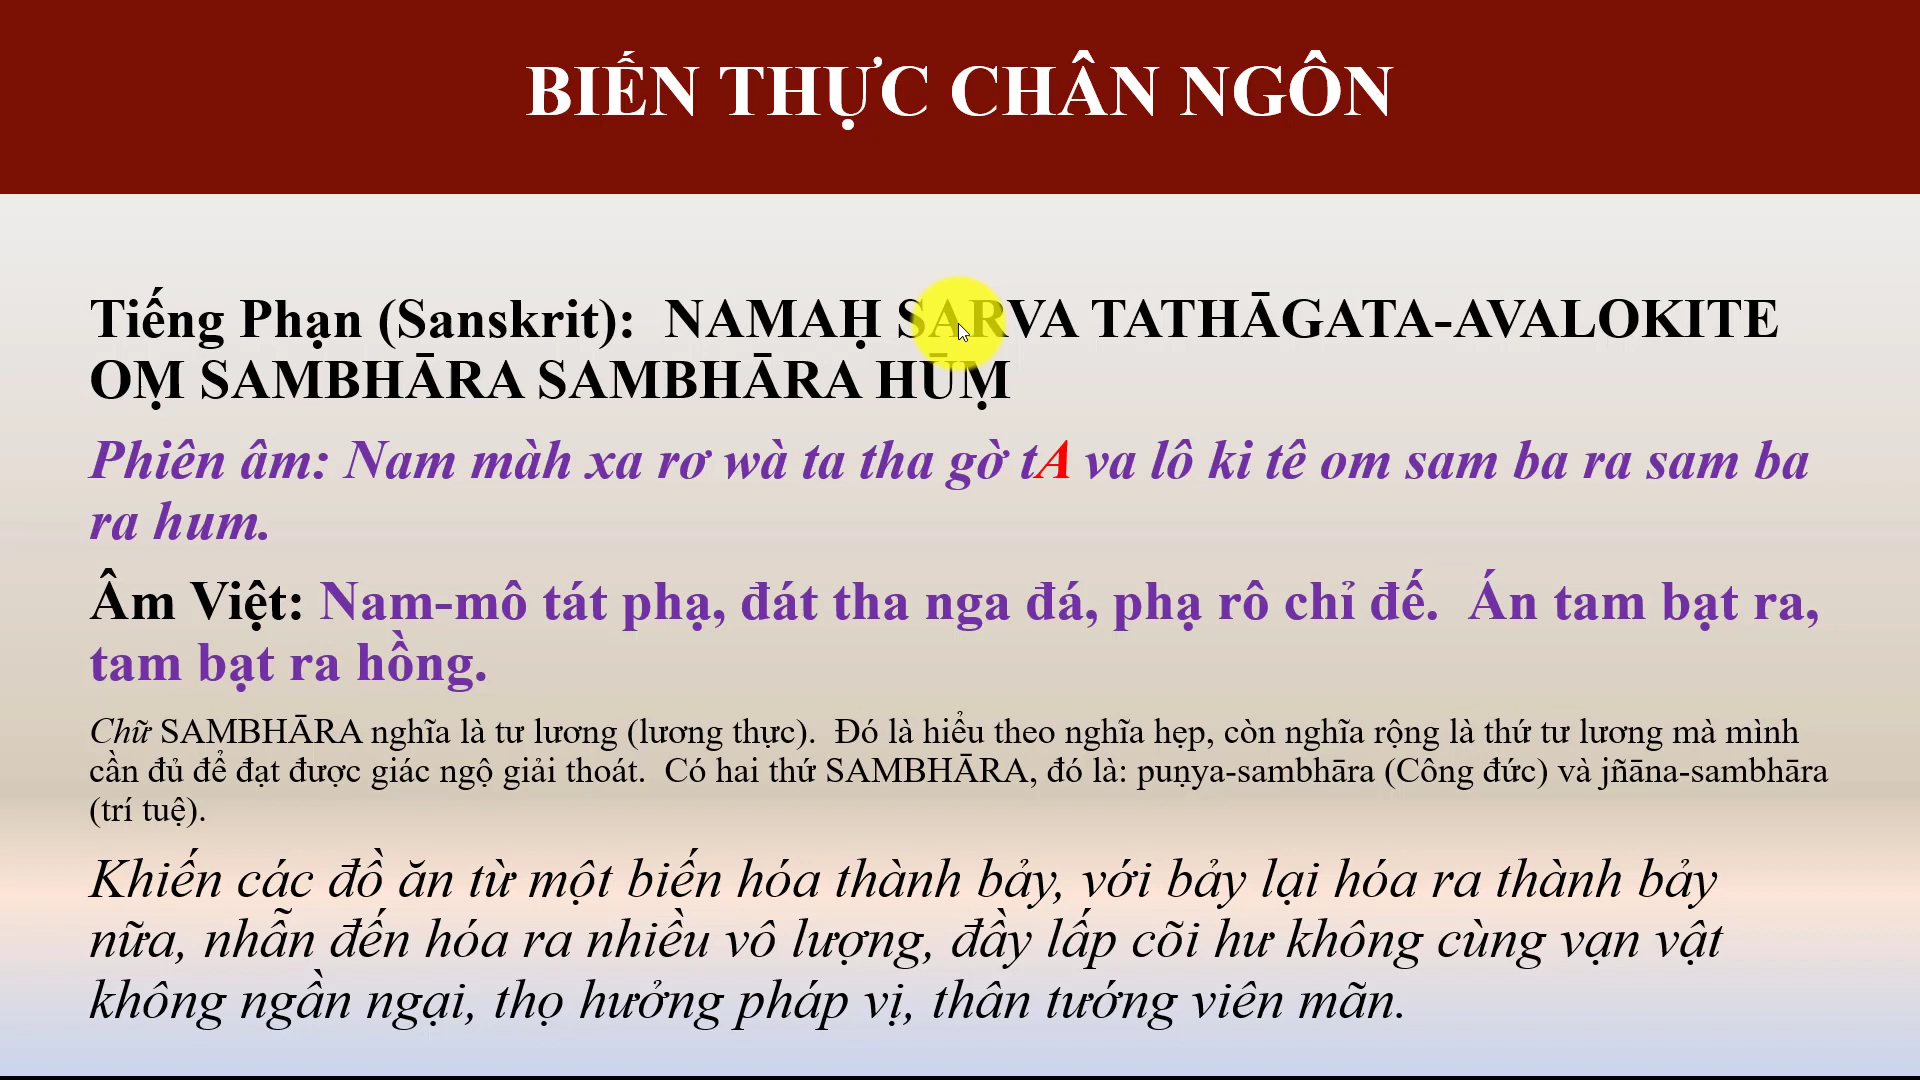 BIẾN THỰC CHÂN NGÔN
Tiếng Phạn (Sanskrit): NAMAḤ SARVA TATHĀGATA-AVALOKITE
OṂ SAMBHĀRA SAMBHĀRA HŪṂ
Phiên âm: Nam màh xa rơ wà ta tha gờ tA va lô ki tê om sam ba ra sam ba
ra hum.
Âm Việt: Nam-mô tát phạ, đát tha nga đá, phạ rô chỉ đế. Án tam bạt ra,
tam bạt ra hồng.
Chữ SAMBHĀRA nghĩa là tư lương (lương thực). Đó là hiểu theo nghĩa hẹp, còn nghĩa rộng là thứ tư lương mà mình
cần đủ để đạt được giác ngộ giải thoát. Có hai thứ SAMBHĀRA, đó là: puṇya-sambhāra (Công đức) và jñāna-sambhāra
(trí tuệ).
Khiến các đồ ăn từ một biến hóa thành bảy, với bảy lại hóa ra thành bảy
nữa, nhẫn đến hóa ra nhiều vô lượng, đầy lấp cõi hư không cùng vạn vật
không ngần ngại, thọ hưởng pháp vị, thân tướng viên mãn.